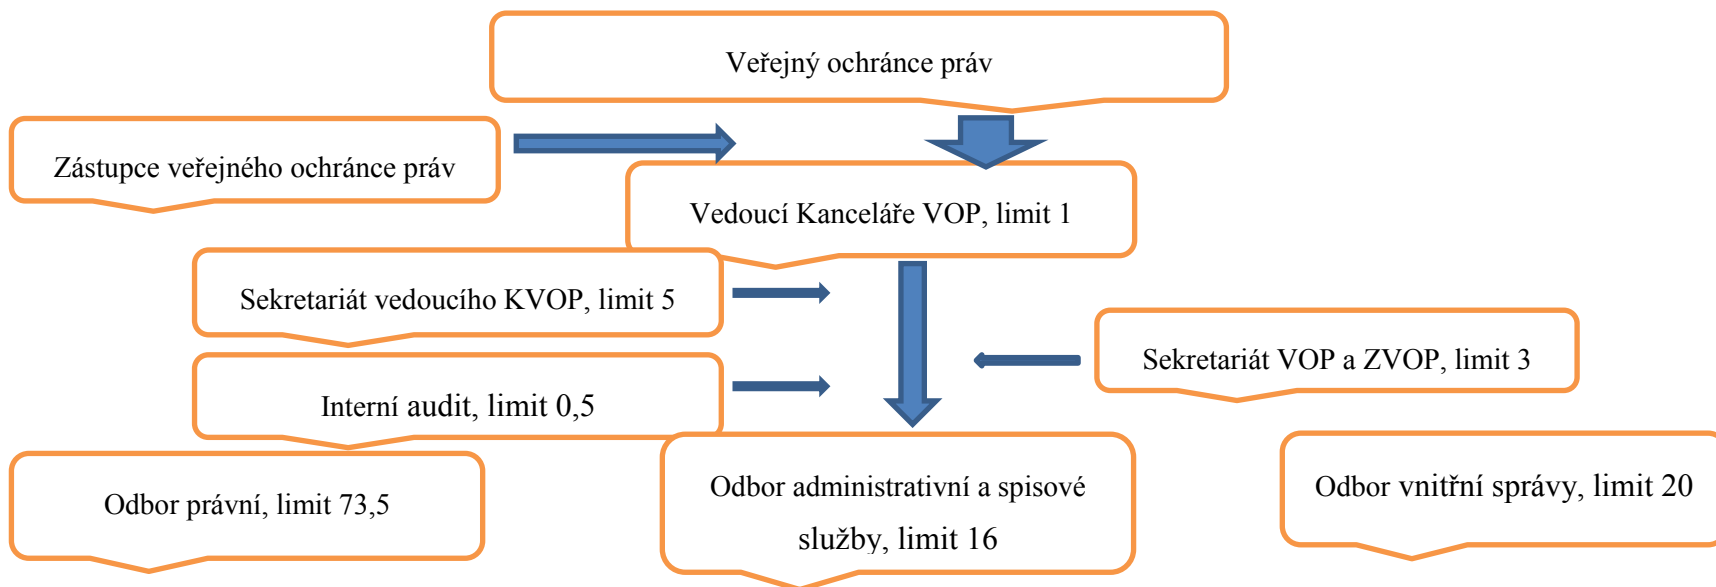 Veřejný ochránce práv
Zástupce veřejného ochránce práv
Vedoucí Kanceláře VOP, limit 1
Sekretariát vedoucího KVOP, limit 5
Sekretariát VOP a ZVOP, limit 3
Interní audit, limit 0,5
Odbor právní, limit 73,5
Odbor administrativní a spisové
služby, limit 16
Odbor vnitřní správy, limit 20